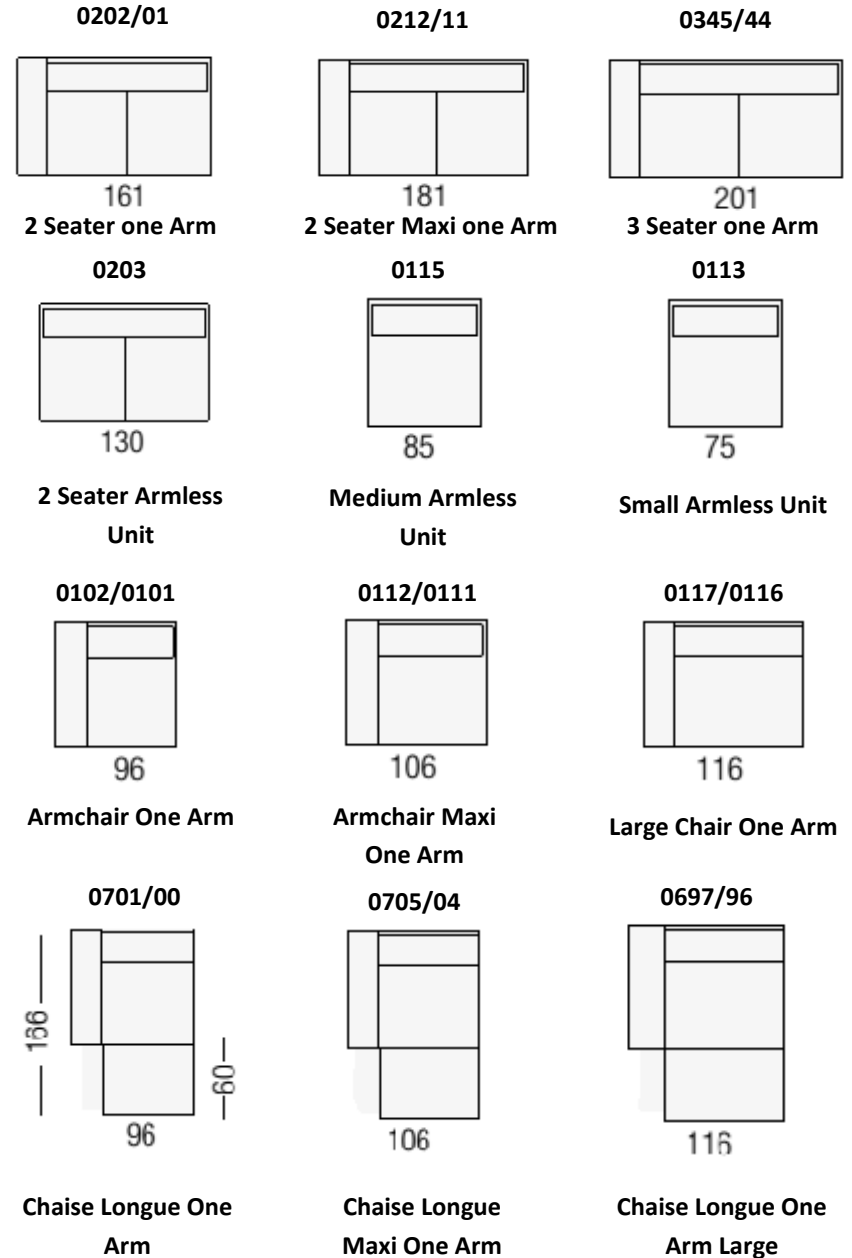 0202/01
0212/11
0345/44
161
181
201
2 Seater one Arm
2 Seater Maxi one Arm
3 Seater one Arm
0203
0115
0113
130
85
75
2 Seater Armless
Unit
Medium Armless
Unit
Small Armless Unit
0102/0101
0112/0111
0117/0116
96
106
116
Armchair One Arm
Armchair Maxi
One Arm
Large Chair One Arm
0701/00
0705/04
0697/96
166
60
96
106
116
Chaise Longue One
Arm
Chaise Longue
Maxi One Arm
Chaise Longue One
Arm Large